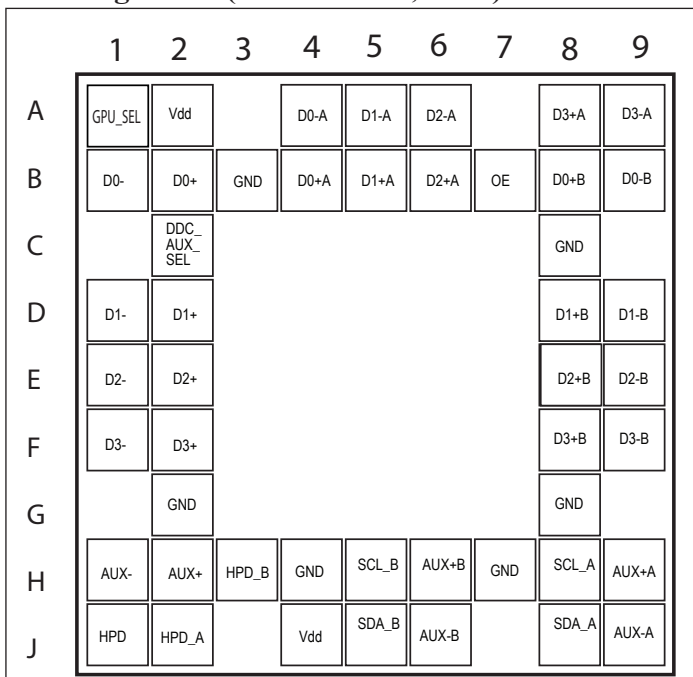 1 2 3 4 5 6 7 8 9
A GPU_SEL Vdd D0-A D1-A D2-A D3+A D3-A
B D0- D0+ GND D0+A D1+A D2+A OE D0+B D0-B
C DDC_ AUX_ SEL GND
D D1- D1+ D1+B D1-B
E D2- D2+ D2+B D2-B
F D3- D3+ D3+B D3-B
G GND GND
H AUX- AUX+ HPD_B GND SCL_B AUX+B GND SCL_A AUX+A
J HPD HPD_A Vdd SDA_B AUX-B SDA_A AUX-A